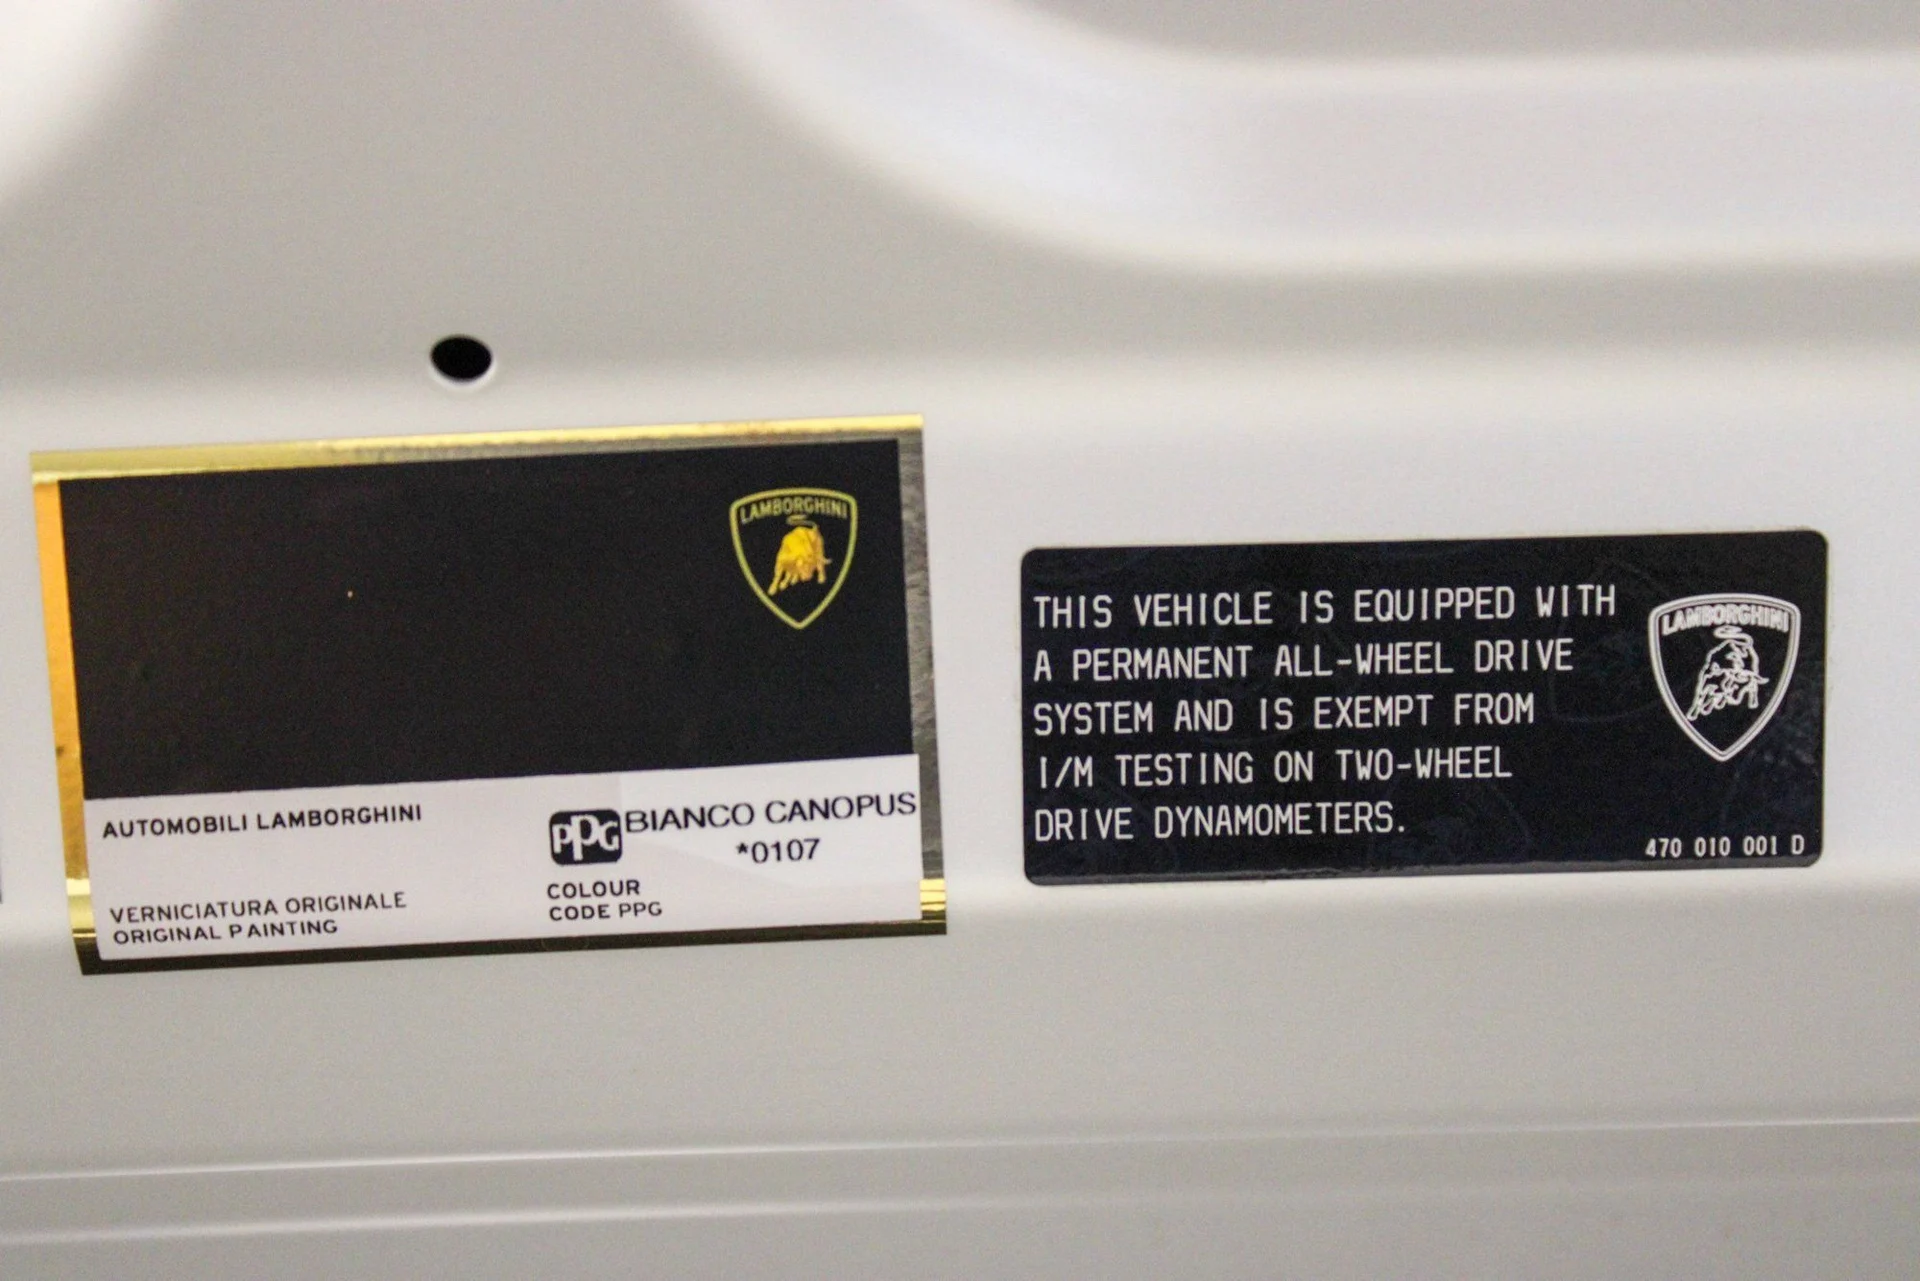 LAMBORGHINI
AUTOMOBILI LAMBORGHINI
PPG
BIANCO CANOPUS
*0107
VERNICIATURA ORIGINALE
ORIGINAL PAINTING
COLOUR
CODE PPG
THIS VEHICLE IS EQUIPPED WITH
A PERMANENT ALL-WHEEL DRIVE
SYSTEM AND IS EXEMPT FROM
I/M TESTING ON TWO-WHEEL
DRIVE DYNAMOMETERS.
LAMBORGHINI
470 010 001 D